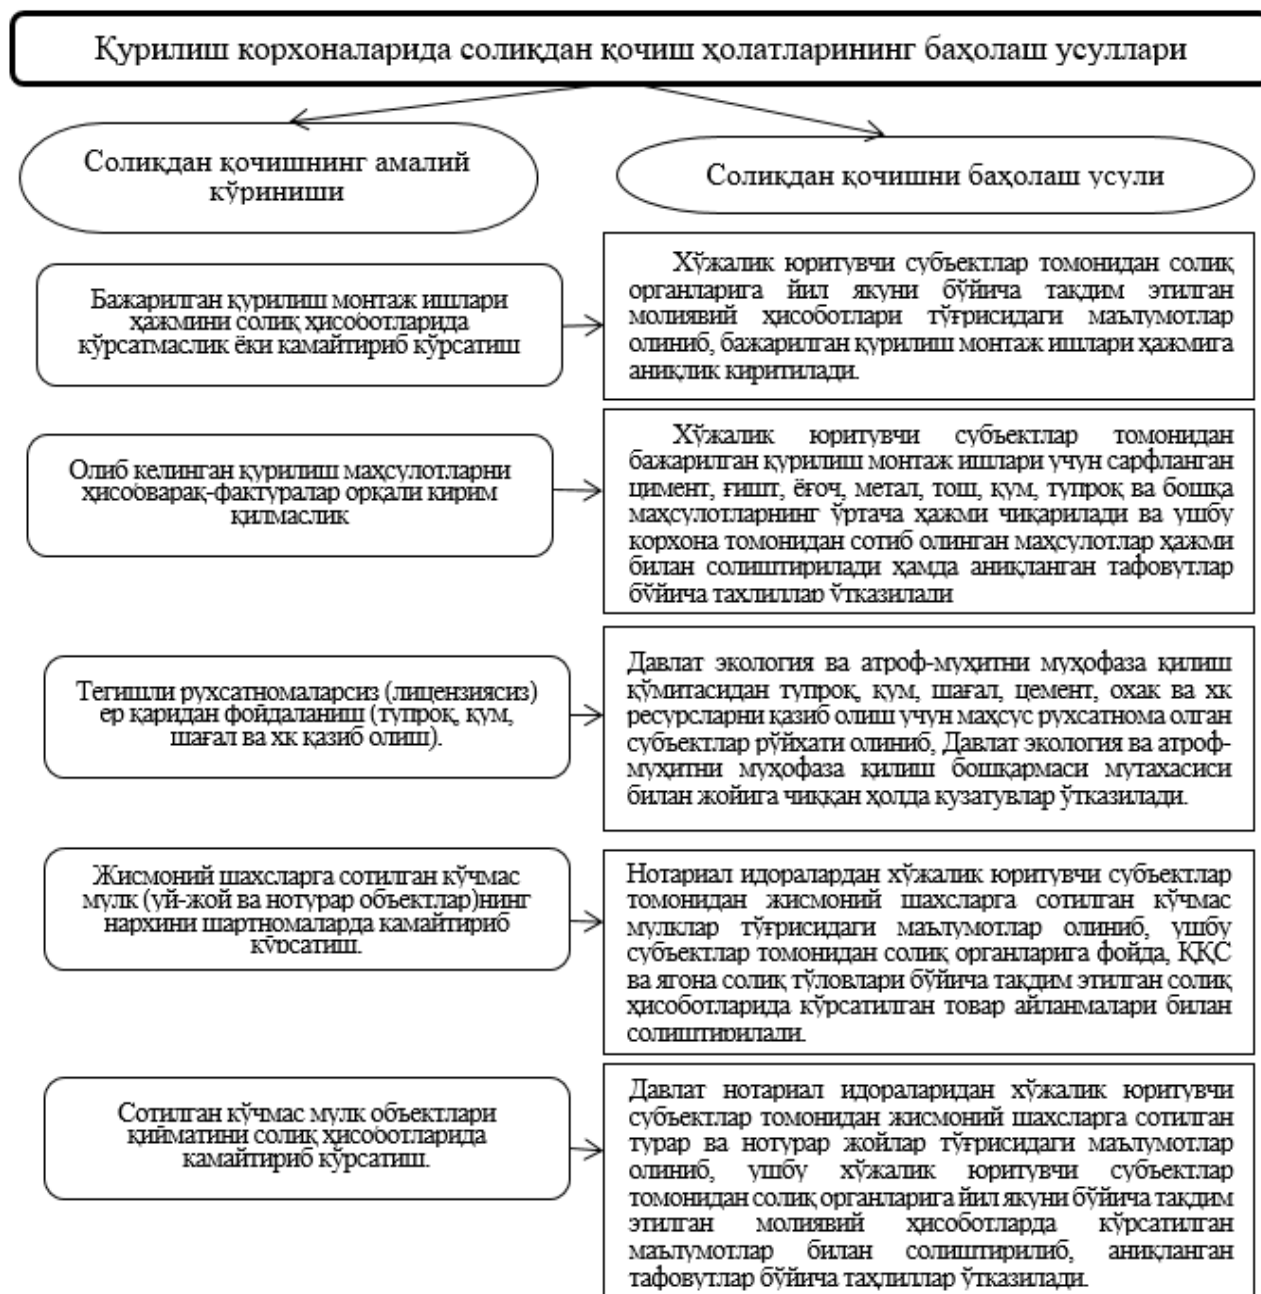 Қурилиш корхоналарида солиқдан қочиш ҳолатларининг баҳолаш усуллари
Солиқдан қочишнинг амалий
кўриниши
Солиқдан қочишни баҳолаш усули
Бажарилган қурилиш монтаж ишлари
ҳажмини солиқ ҳисоботларида
кўрсатмаслик ёки камайтириб кўрсатиш
Хўжалик юритувчи субъектлар томонидан солиқ
органларига йил якуни бўйича тақдим этилган
молиявий ҳисоботлари тўғрисидаги маълумотлар
олиниб, бажарилган қурилиш монтаж ишлари ҳажмига
аниқлик киритилади.
Олиб келинган қурилиш маҳсулотларни
ҳисобварақ-фактуралар орқали кирим
қилмаслик
Хўжалик юритувчи субъектлар томонидан
бажарилган қурилиш монтаж ишлари учун сарфланган
цимент, ғишт, ёғоч, метал, тош, қум, тупроқ ва бошқа
маҳсулотларнинг ўртача ҳажми чиқарилади ва ушбу
корхона томонидан сотиб олинган маҳсулотлар ҳажми
билан солиштирилади ҳамда аниқланган тафовутлар
бўйича таҳлиллар ўтказилади
Тегишли рухсатномаларсиз (лицензиясиз)
ер қаридан фойдаланиш (тупроқ, қум,
шағал ва хк қазиб олиш).
Давлат экология ва атроф-муҳитни муҳофаза қилиш
қўмитасидан тупроқ, қум, шағал, цемент, охак ва хк
ресурсларни қазиб олиш учун маҳсус рухсатнома олган
субъектлар рўйхати олиниб, Давлат экология ва атроф-
муҳитни муҳофаза қилиш бошқармаси мутахасиси
билан жойига чиққан ҳолда кузатувлар ўтказилади.
Жисмоний шахсларга сотилган кўчмас
мулк (уй-жой ва нотурар объектлар)нинг
нархини шартномаларда камайтириб
кўрсатиш.
Нотариал идоралардан хўжалик юритувчи субъектлар
томонидан жисмоний шахсларга сотилган кўчмас
мулклар тўғрисидаги маълумотлар олиниб, ушбу
субъектлар томонидан солиқ органларига фойда, ҚҚС
ва ягона солиқ тўловлари бўйича тақдим этилган солиқ
ҳисоботларида кўрсатилган товар айланмалари билан
солиштирилади.
Сотилган кўчмас мулк объектлари
қийматини солиқ ҳисоботларида
камайтириб кўрсатиш.
Давлат нотариал идораларидан хўжалик юритувчи
субъектлар томонидан жисмоний шахсларга сотилган
турар ва нотурар жойлар тўғрисидаги маълумотлар
олиниб, ушбу хўжалик юритувчи субъектлар
томонидан солиқ органларига йил якуни бўйича тақдим
этилган молиявий ҳисоботларда кўрсатилган
маълумотлар билан солиштирилиб, аниқланган
тафовутлар бўйича таҳлиллар ўтказилади.